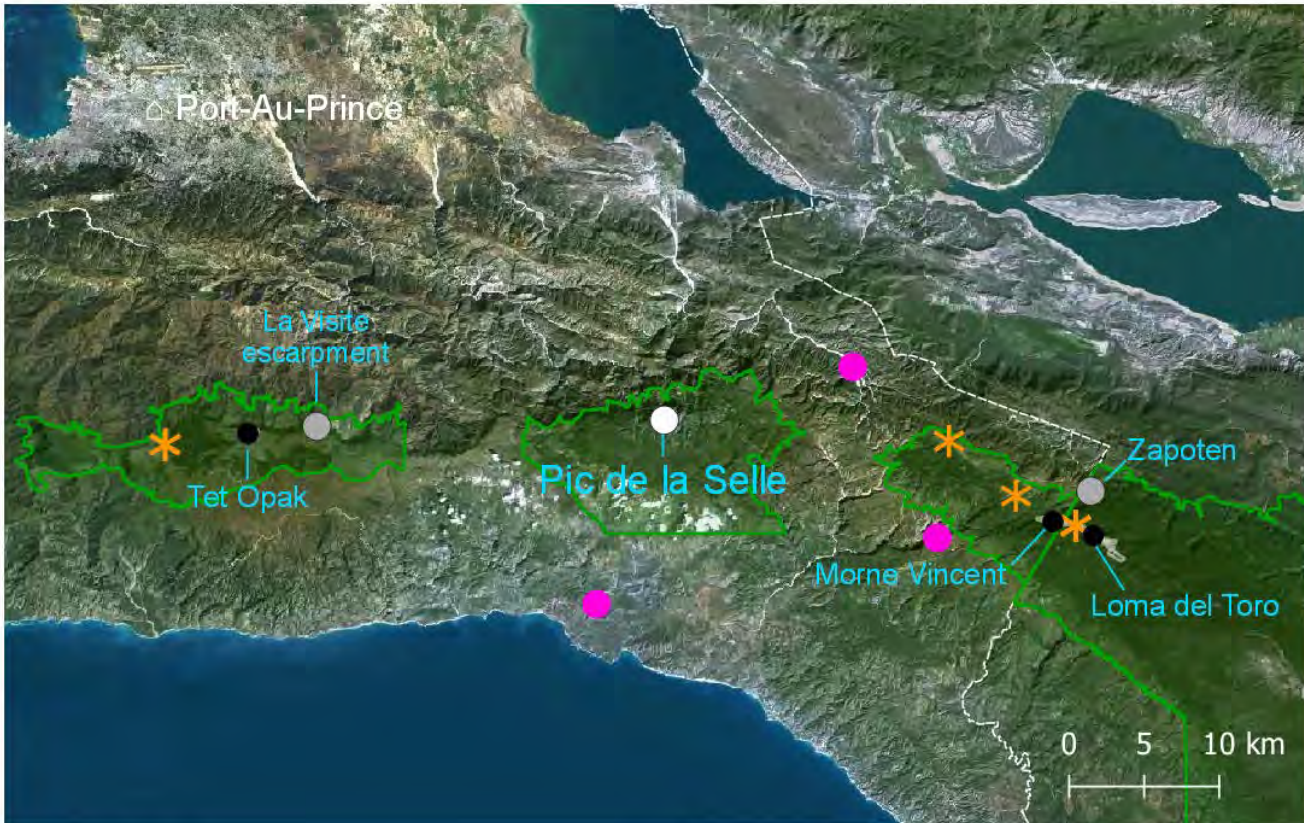 Port-Au-Prince
La Visite
escarpment
Tet Opak
Pic de la Selle
Zapoten
Morne Vincent
Loma del Toro
0 5 10 km